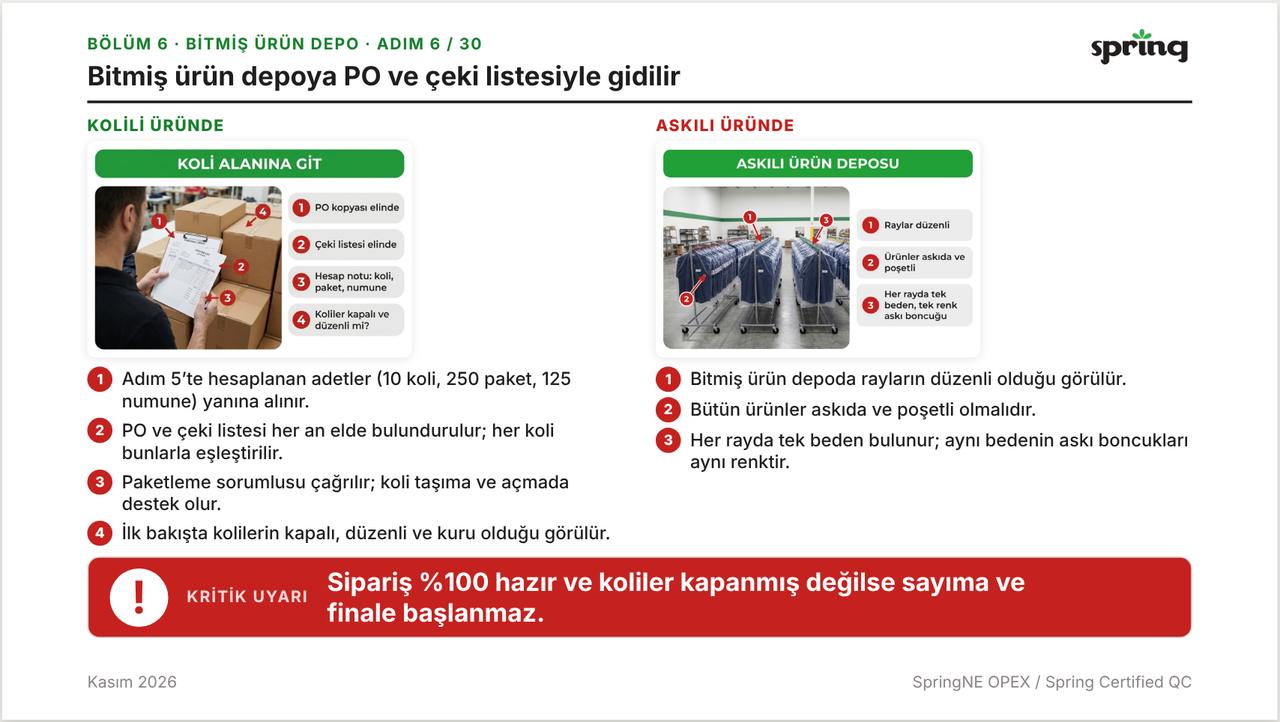 BÖLÜM 6 · BİTMİŞ ÜRÜN DEPO · ADIM 6 / 30
spring
Bitmiş ürün depoya PO ve çeki listesiyle gidilir
KOLİLİ ÜRÜNDE
KOLİ ALANINA GİT
1 PO kopyası elinde
2 Çeki listesi elinde
3 Hesap notu: koli,
paket, numune
4 Koliler kapalı ve
düzenli mi?
1
4
2
3
1 Adım 5’te hesaplanan adetler (10 koli, 250 paket, 125
numune) yanına alınır.
2 PO ve çeki listesi her an elde bulundurulur; her koli
bunlarla eşleştirilir.
3 Paketleme sorumlusu çağrılır; koli taşıma ve açmada
destek olur.
4 İlk bakışta kolilerin kapalı, düzenli ve kuru olduğu görülür.
ASKILI ÜRÜNDE
ASKILI ÜRÜN DEPOSU
1
3
2
1 Raylar düzenli
2 Ürünler askıda ve
poşetli
3 Her rayda tek
beden, tek renk
askı boncuğu
1 Bitmiş ürün depoda rayların düzenli olduğu görülür.
2 Bütün ürünler askıda ve poşetli olmalıdır.
3 Her rayda tek beden bulunur; aynı bedenin askı boncukları
aynı renktir.
! KRİTİK UYARI
Sipariş %100 hazır ve koliler kapanmış değilse sayıma ve
finale başlanmaz.
Kasım 2026
SpringNE OPEX / Spring Certified QC